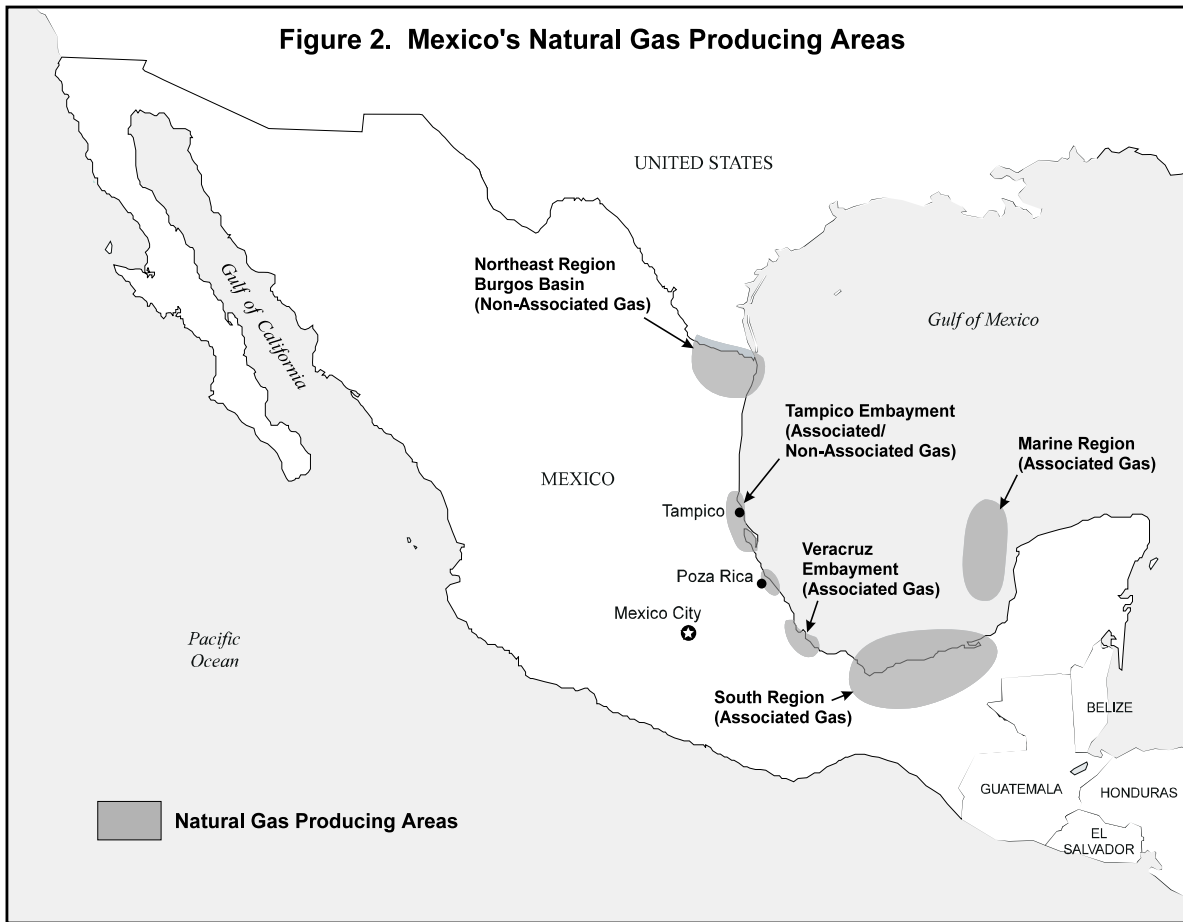 Figure 2. Mexico's Natural Gas Producing Areas
UNITED STATES
Northeast Region
Burgos Basin
(Non-Associated Gas)
Gulf of California
Gulf of Mexico
Tampico Embayment
(Associated/
Non-Associated Gas)
Marine Region
(Associated Gas)
MEXICO
Tampico
Veracruz
Embayment
(Associated Gas)
Poza Rica
Mexico City
Pacific
Ocean
South Region
(Associated Gas)
BELIZE
GUATEMALA
HONDURAS
EL
SALVADOR
Natural Gas Producing Areas